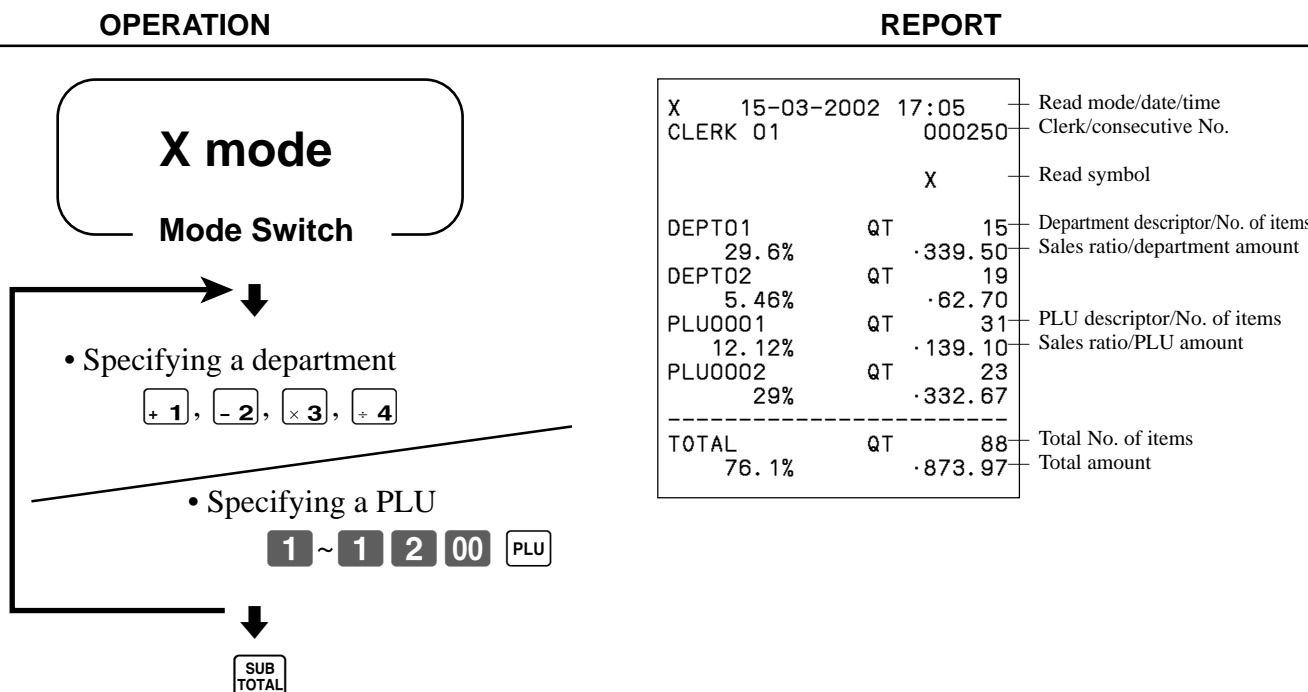 OPERATION
REPORT
X mode
Mode Switch
• Specifying a department
+ 1, - 2, × 3, ÷ 4
• Specifying a PLU
1 ~ 1 2 00 PLU
SUB
TOTAL
X 15-03-2002 17:05
CLERK 01 000250
X
DEPT01 QT 15
29.6% ·339.50
DEPT02 QT 19
5.46% ·62.70
PLU0001 QT 31
12.12% ·139.10
PLU0002 QT 23
29% ·332.67
TOTAL QT 88
76.1% ·873.97
Read mode/date/time
Clerk/consecutive No.
Read symbol
Department descriptor/No. of items
Sales ratio/department amount
PLU descriptor/No. of items
Sales ratio/PLU amount
Total No. of items
Total amount